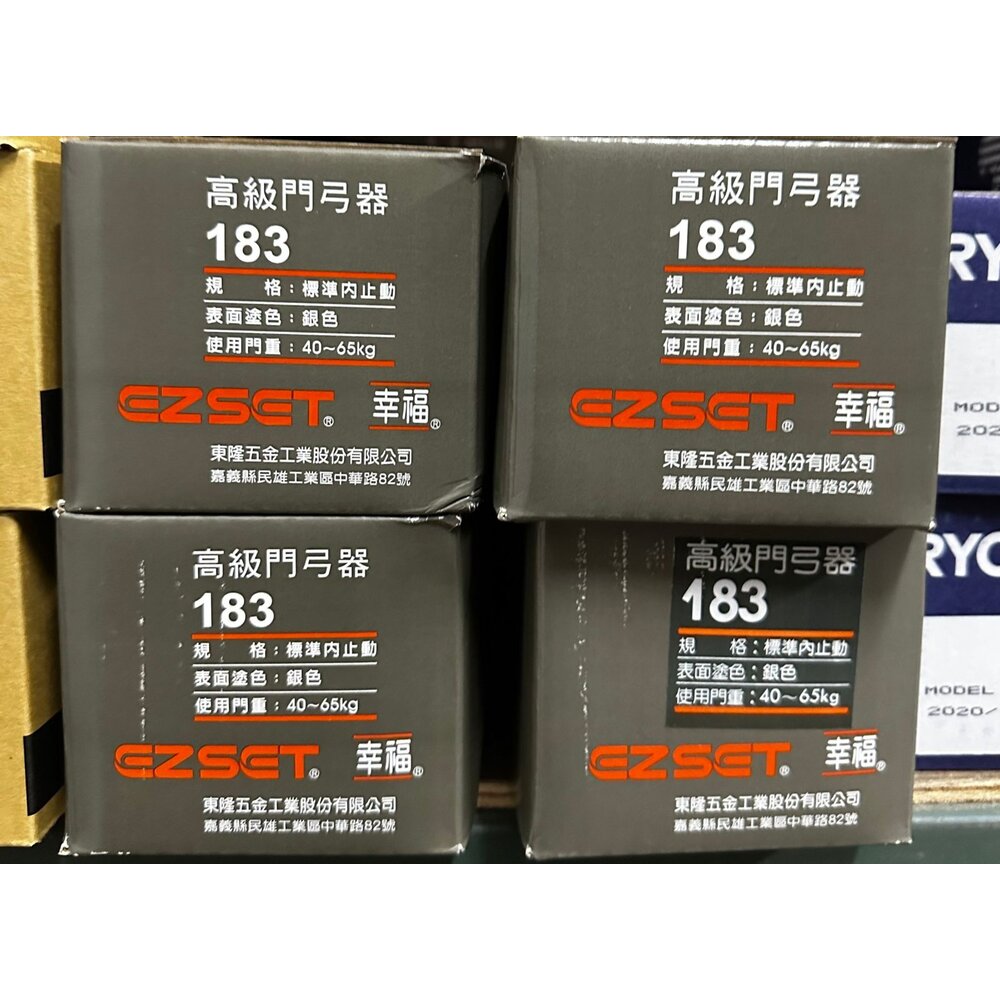 高級門弓器
183
規 格：標準內止動
表面塗色：銀色
使用門重：40~65kg
EZSET® 幸福®
東隆五金工業股份有限公司
嘉義縣民雄工業區中華路82號
高級門弓器
183
規 格：標準內止動
表面塗色：銀色
使用門重：40~65kg
EZSET® 幸福®
東隆五金工業股份有限公司
嘉義縣民雄工業區中華路82號
RY
MOD
202
高級門弓器
183
規 格：標準內止動
表面塗色：銀色
使用門重：40~65kg
EZSET® 幸福®
東隆五金工業股份有限公司
嘉義縣民雄工業區中華路82號
高級門弓器
183
規 格：標準內止動
表面塗色：銀色
使用門重：40～65kg
EZSET® 幸福®
東隆五金工業股份有限公司
嘉義縣民雄工業區中華路82號
RYO
MODEL
2020/